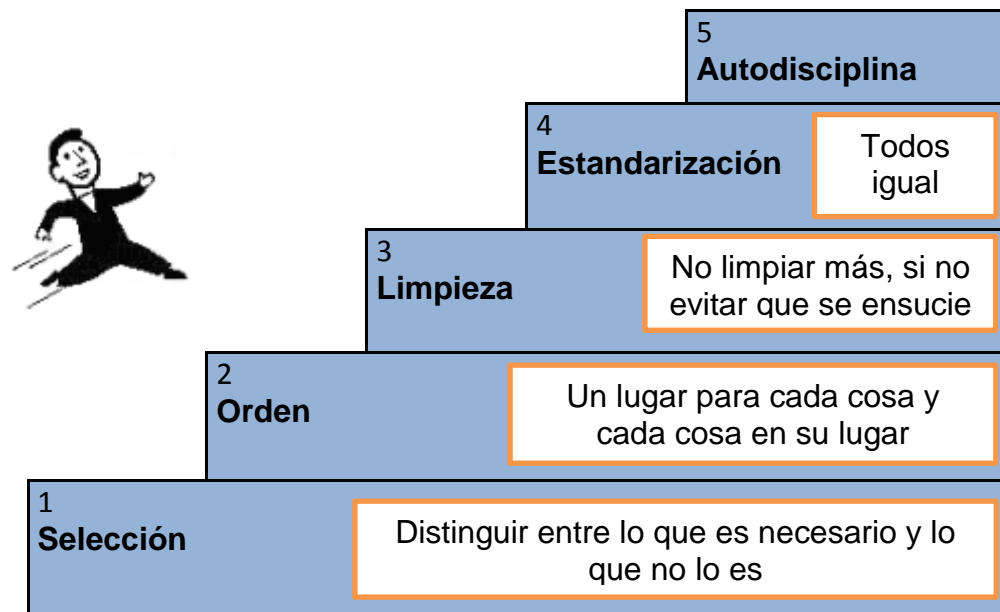 5
Autodisciplina
4
Estandarización
Todos
igual
3
Limpieza
No limpiar más, si no
evitar que se ensucie
2
Orden
Un lugar para cada cosa y
cada cosa en su lugar
1
Selección
Distinguir entre lo que es necesario y lo
que no lo es